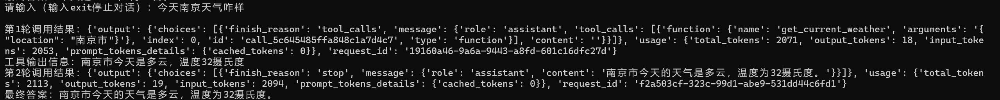 请输入（输入exit停止对话）：今天南京天气咋样
第1轮调用结果：{'output': {'choices': [{'finish_reason': 'tool_calls', 'message': {'role': 'assistant', 'tool_calls': [{'function': {'name': 'get_current_weather', 'arguments': '{
"location": "南京市"}'}, 'index': 0, 'id': 'call_5c645485ffa848c1a7d4c7', 'type': 'function'}], 'content': ''}}]}, 'usage': {'total_tokens': 2071, 'output_tokens': 18, 'input_toke
ns': 2053, 'prompt_tokens_details': {'cached_tokens': 0}}, 'request_id': '19160a46-9a6a-9443-a8fd-601c16dfc27d'}
工具输出信息：南京市今天是多云，温度32摄氏度
第2轮调用结果：{'output': {'choices': [{'finish_reason': 'stop', 'message': {'role': 'assistant', 'content': '南京市今天的天气是多云，温度为32摄氏度。'}}]}, 'usage': {'total_token
s': 2113, 'output_tokens': 19, 'input_tokens': 2094, 'prompt_tokens_details': {'cached_tokens': 0}}, 'request_id': 'f2a503cf-323c-99d1-abe9-531dd44c6fd1'}
最终答案：南京市今天的天气是多云，温度为32摄氏度。